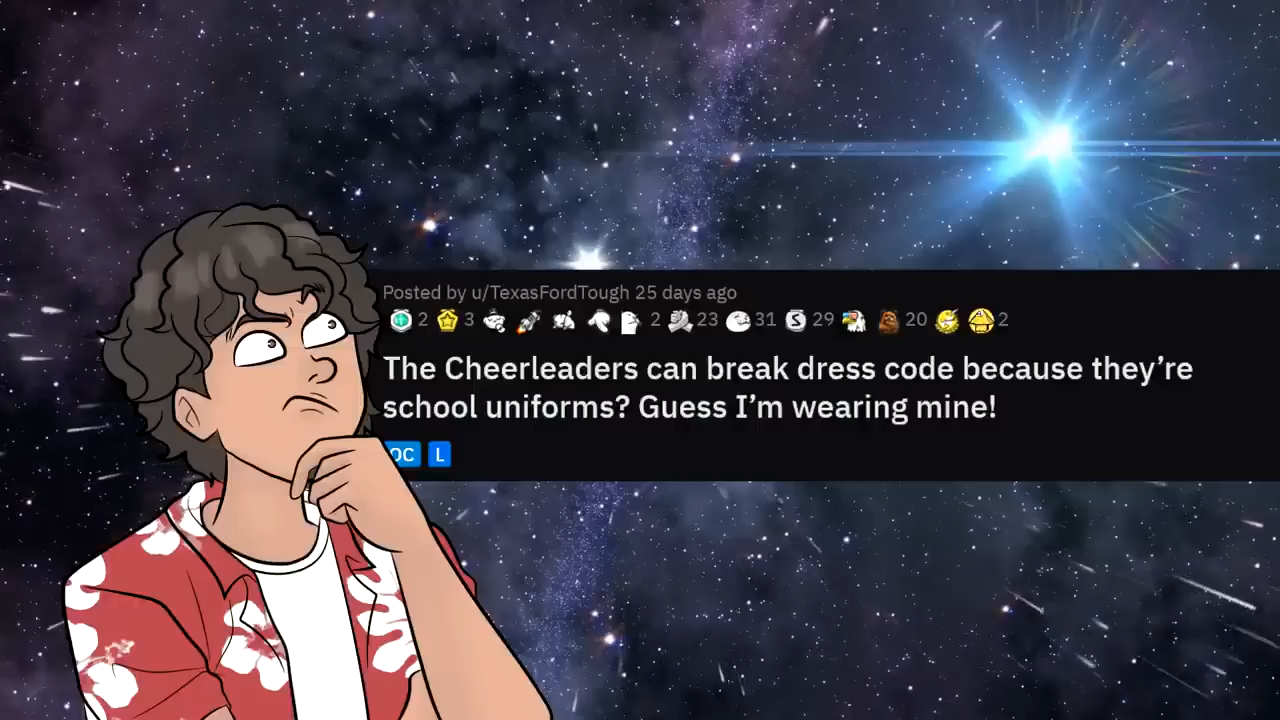 Posted by u/TexasFordTough 25 days ago
2 3 2 23 31 S 29 20 2
The Cheerleaders can break dress code because they're
school uniforms? Guess I'm wearing mine!
OC L